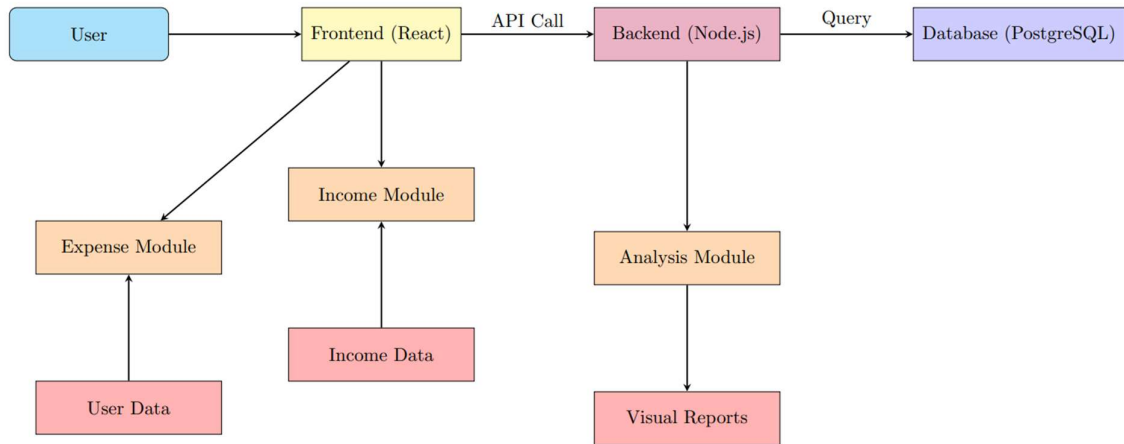 User
Frontend (React)
API Call
Backend (Node.js)
Query
Database (PostgreSQL)
Income Module
Expense Module
Analysis Module
Income Data
User Data
Visual Reports